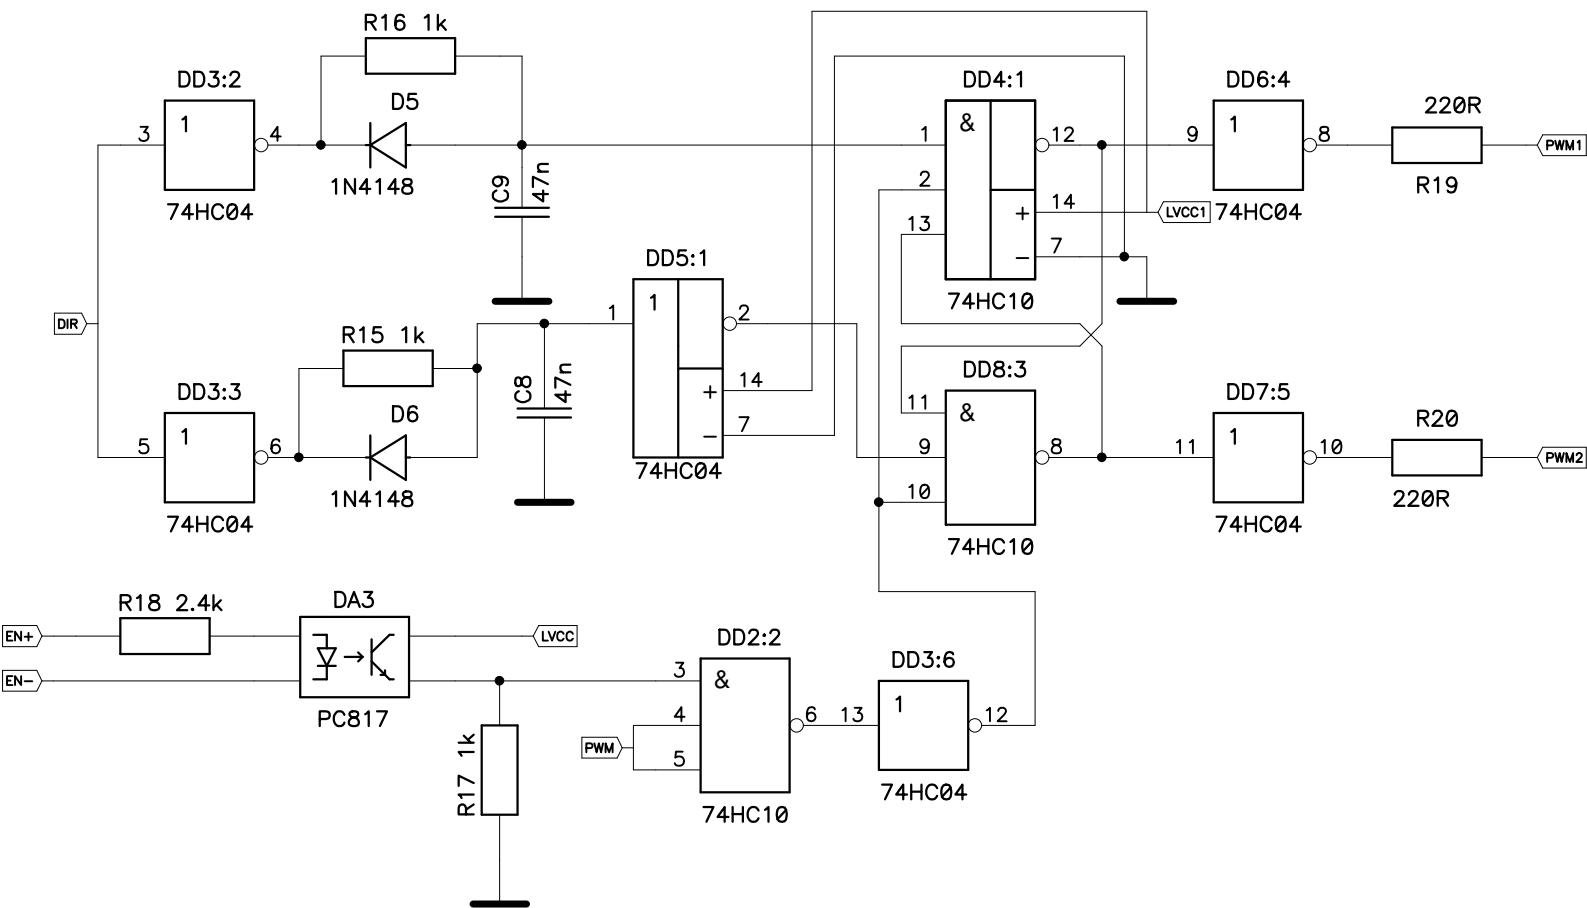 R16 1k
DD3:2
1
3
4
74HC04
D5
1N4148
C9 47n
DD4:1
&
1
2
13
12
+ 14
LVCC1
- 7
74HC10
DD6:4
1
9
8
74HC04
220R
R19
PWM1
DIR
DD5:1
1
1
2
+ 14
- 7
74HC04
R15 1k
DD3:3
1
5
6
74HC04
D6
1N4148
C8 47n
DD8:3
&
11
9
10
8
74HC10
DD7:5
1
11
10
74HC04
R20
220R
PWM2
R18 2.4k
EN+
EN-
DA3
PC817
LVCC
R17 1k
DD2:2
&
3
4
5
6
PWM
74HC10
DD3:6
1
13
12
74HC04